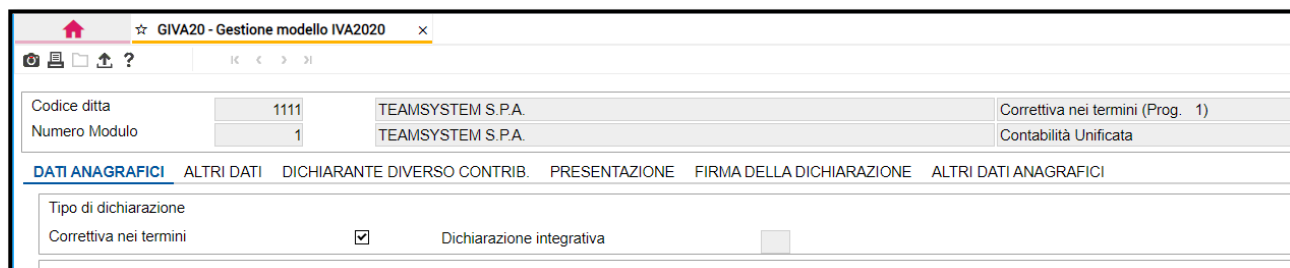 ☆ GIVA20 - Gestione modello IVA2020 ×
?
Codice ditta 1111 TEAMSYSTEM S.P.A. Correttiva nei termini (Prog. 1)
Numero Modulo 1 TEAMSYSTEM S.P.A. Contabilità Unificata
DATI ANAGRAFICI ALTRI DATI DICHIARANTE DIVERSO CONTRIB. PRESENTAZIONE FIRMA DELLA DICHIARAZIONE ALTRI DATI ANAGRAFICI
Tipo di dichiarazione
Correttiva nei termini Dichiarazione integrativa